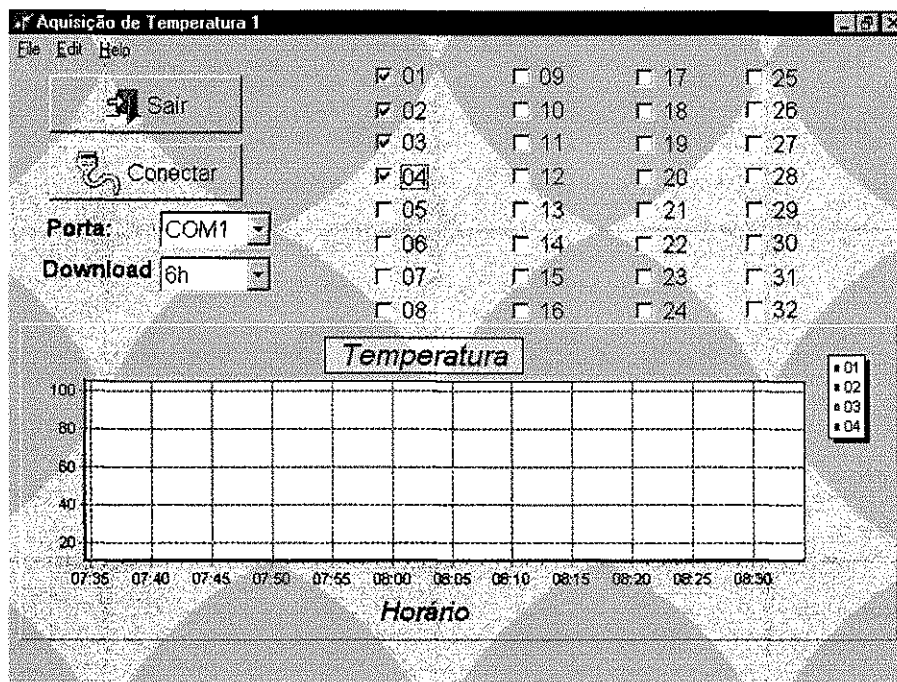 Aquisição de Temperatura 1
File Edit Help
Sair
Conectar
Porta: COM1
Download 6h
01 09 17 25
02 10 18 26
03 11 19 27
04 12 20 28
05 13 21 29
06 14 22 30
07 15 23 31
08 16 24 32
Temperatura
01
02
03
04
100
80
60
40
20
07:35 07:40 07:45 07:50 07:55 08:00 08:05 08:10 08:15 08:20 08:25 08:30
Horário